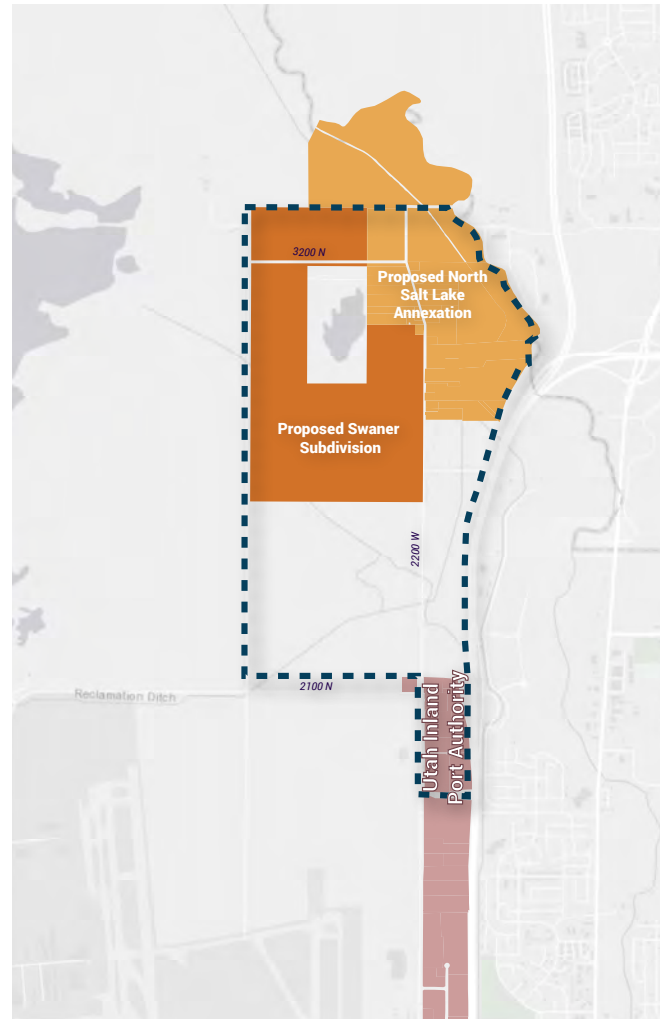 3200 N
Proposed North
Salt Lake
Annexation
Proposed Swaner
Subdivision
2200 W
2100 N
Reclamation Ditch
Utah Inland
Port Authority